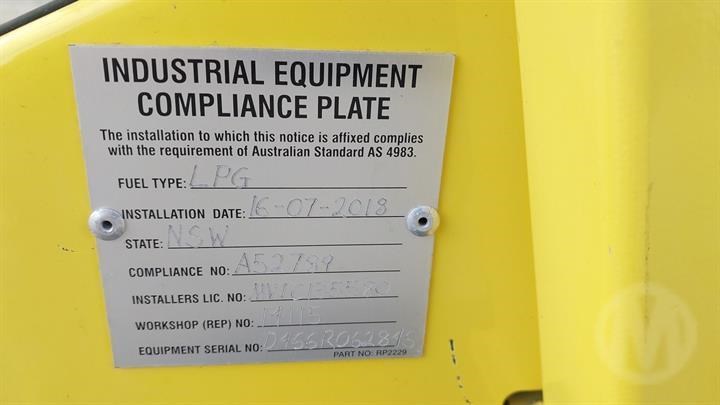 INDUSTRIAL EQUIPMENT
COMPLIANCE PLATE
The installation to which this notice is affixed complies
with the requirement of Australian Standard AS 4983.
FUEL TYPE: LPG
INSTALLATION DATE: 16-07-2018
STATE: NSW
COMPLIANCE NO: A52789
INSTALLERS LIC. NO:
WORKSHOP (REP) NO:
EQUIPMENT SERIAL NO:
PART NO: RP2229
M